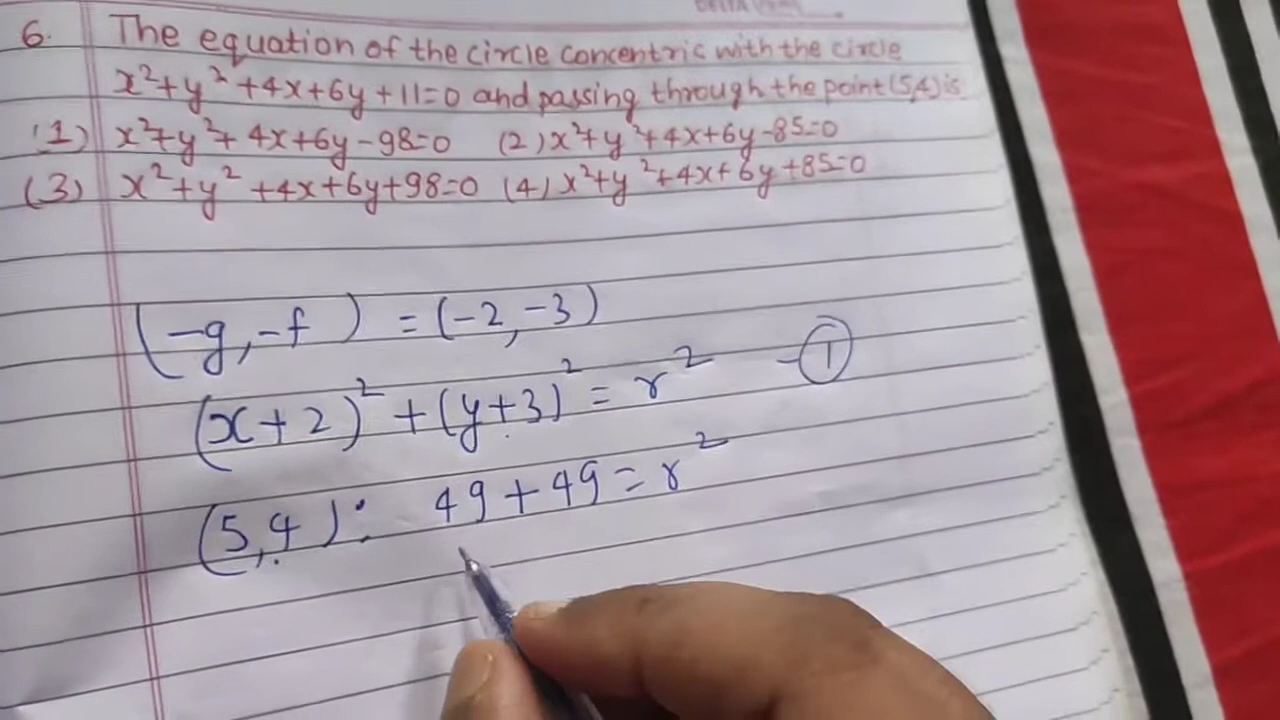 DELTA
6. The equation of the circle concentric with the circle
x²+y²+4x+6y+11=0 and passing through the point (5,4) is
(1) x²+y²+4x+6y-98=0 (2) x²+y²+4x+6y-85=0
(3) x²+y²+4x+6y+98=0 (4) x²+y²+4x+6y+85=0
(-g,-f) = (-2,-3)
(x+2)²+(y+3)²=r² -①
(5,4): 49+49=r²